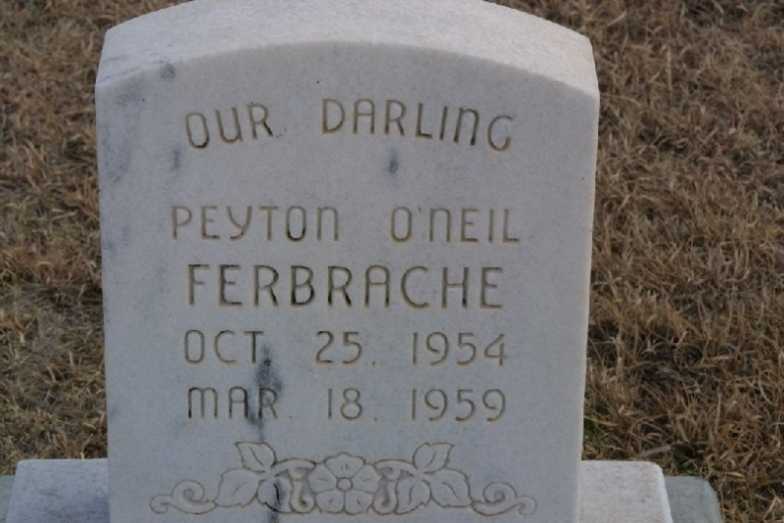 OUR DARLING
PEYTON O'NEIL
FERBRACHE
OCT. 25. 1954
MAR. 18. 1959